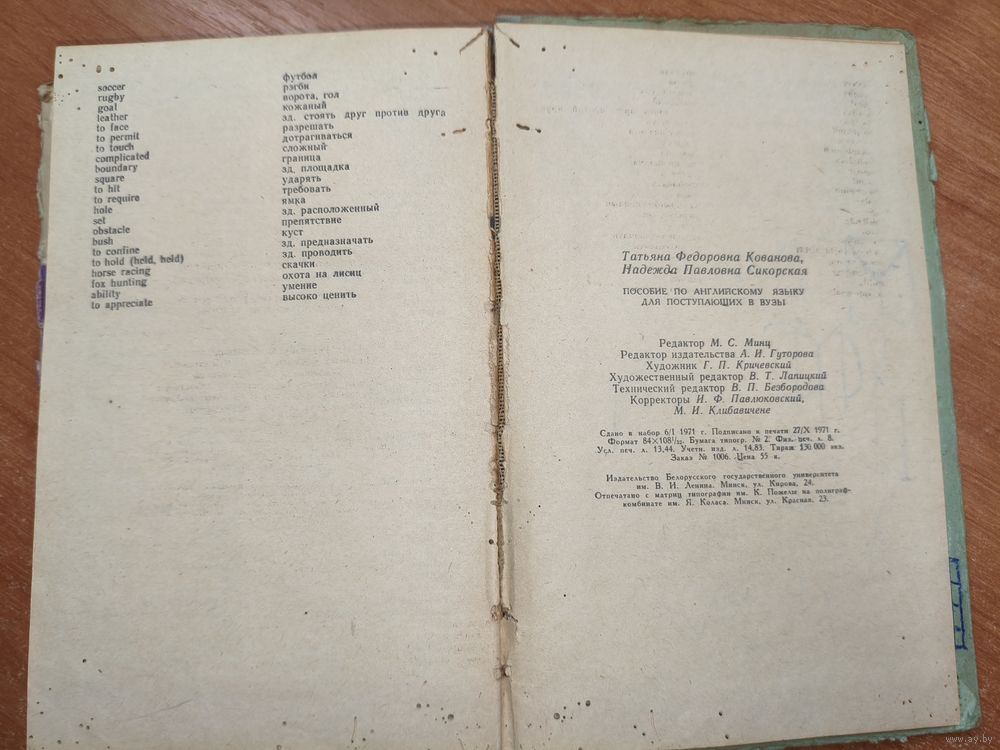 soccer футбол
rugby рэгби
goal ворота, гол
leather кожаный
to face зд. стоять друг против друга
to permit разрешать
to touch дотрагиваться
complicated сложный
boundary граница
square зд. площадка
to hit ударять
to require требовать
hole ямка
set зд. расположенный
obstacle препятствие
bush куст
to confine зд. предназначать
to hold (held, held) зд. проводить
horse racing скачки
fox hunting охота на лисиц
ability умение
to appreciate высоко ценить
Татьяна Федоровна Кованова,
Надежда Павловна Сикорская
ПОСОБИЕ ПО АНГЛИЙСКОМУ ЯЗЫКУ
ДЛЯ ПОСТУПАЮЩИХ В ВУЗЫ
Редактор М. С. Минц
Редактор издательства А. И. Гуторова
Художник Г. П. Кричевский
Художественный редактор В. Т. Лапицкий
Технический редактор В. П. Безбородова
Корректоры И. Ф. Павлюковский,
М. И. Клибавичене
Сдано в набор 6/I 1971 г. Подписано к печати 27/X 1971 г.
Формат 84×108¹/₃₂. Бумага типогр. № 2. Физ. печ. л. 8.
Усл. печ. л. 13,44. Учетн. изд. л. 14,83. Тираж 130.000 экз.
Заказ № 1006. Цена 55 к.
Издательство Белорусского государственного университета
им. В. И. Ленина. Минск, ул. Кирова, 24.
Отпечатано с матриц типографии им. К. Пожелы на полиграф-
комбинате им. Я. Коласа. Минск, ул. Красная, 23.
www.ay.by